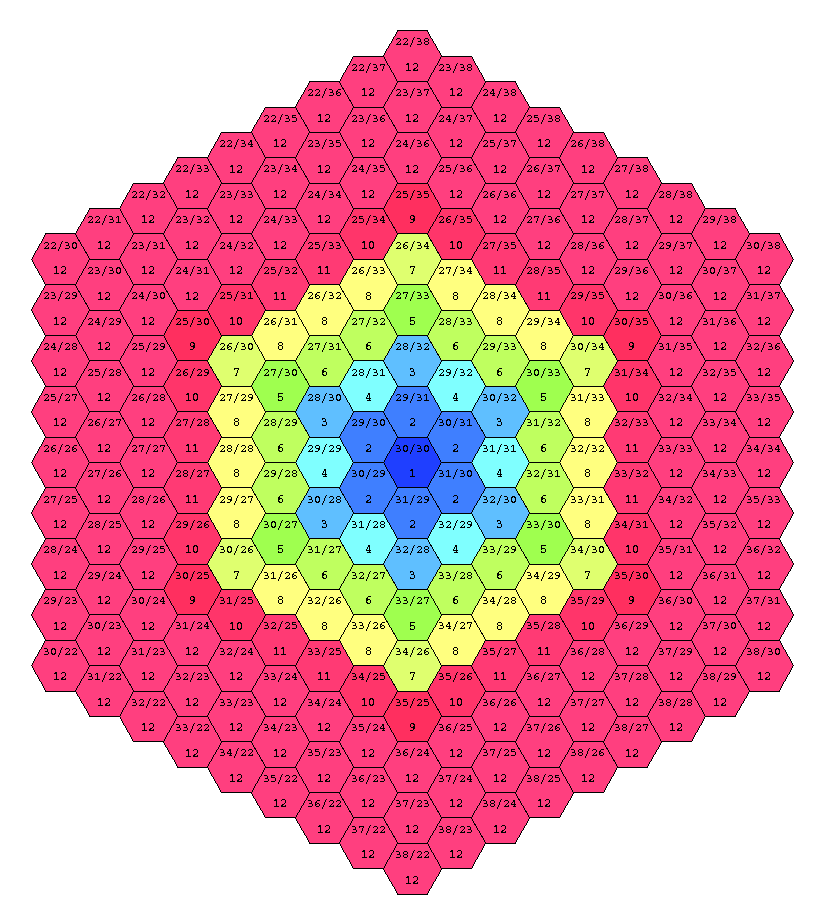 22/38
22/37 12 23/38
22/36 12 23/37 12 24/38
22/35 12 23/36 12 24/37 12 25/38
22/34 12 23/35 12 24/36 12 25/37 12 26/38
22/33 12 23/34 12 24/35 12 25/36 12 26/37 12 27/38
22/32 12 23/33 12 24/34 12 25/35 12 26/36 12 27/37 12 28/38
22/31 12 23/32 12 24/33 12 25/34 9 26/35 12 27/36 12 28/37 12 29/38
22/30 12 23/31 12 24/32 12 25/33 10 26/34 10 27/35 12 28/36 12 29/37 12 30/38
12 23/30 12 24/31 12 25/32 11 26/33 7 27/34 11 28/35 12 29/36 12 30/37 12
23/29 12 24/30 12 25/31 11 26/32 8 27/33 8 28/34 11 29/35 12 30/36 12 31/37
12 24/29 12 25/30 10 26/31 8 27/32 5 28/33 8 29/34 10 30/35 12 31/36 12
24/28 12 25/29 9 26/30 8 27/31 6 28/32 6 29/33 8 30/34 9 31/35 12 32/36
12 25/28 12 26/29 7 27/30 6 28/31 3 29/32 6 30/33 7 31/34 12 32/35 12
25/27 12 26/28 10 27/29 5 28/30 4 29/31 4 30/32 5 31/33 10 32/34 12 33/35
12 26/27 12 27/28 8 28/29 3 29/30 2 30/31 3 31/32 8 32/33 12 33/34 12
26/26 12 27/27 11 28/28 6 29/29 2 30/30 2 31/31 6 32/32 11 33/33 12 34/34
12 27/26 12 28/27 8 29/28 4 30/29 1 31/30 4 32/31 8 33/32 12 34/33 12
27/25 12 28/26 11 29/27 6 30/28 2 31/29 2 32/30 6 33/31 11 34/32 12 35/33
12 28/25 12 29/26 8 30/27 3 31/28 2 32/29 3 33/30 8 34/31 12 35/32 12
28/24 12 29/25 10 30/26 5 31/27 4 32/28 4 33/29 5 34/30 10 35/31 12 36/32
12 29/24 12 30/25 7 31/26 6 32/27 3 33/28 6 34/29 7 35/30 12 36/31 12
29/23 12 30/24 9 31/25 8 32/26 6 33/27 6 34/28 8 35/29 9 36/30 12 37/31
12 30/23 12 31/24 10 32/25 8 33/26 5 34/27 8 35/28 10 36/29 12 37/30 12
30/22 12 31/23 12 32/24 11 33/25 8 34/26 8 35/27 11 36/28 12 37/29 12 38/30
12 31/22 12 32/23 12 33/24 11 34/25 7 35/26 11 36/27 12 37/28 12 38/29 12
12 32/22 12 33/23 12 34/24 10 35/25 10 36/26 12 37/27 12 38/28 12
12 33/22 12 34/23 12 35/24 9 36/25 12 37/26 12 38/27 12
12 34/22 12 35/23 12 36/24 12 37/25 12 38/26 12
12 35/22 12 36/23 12 37/24 12 38/25 12
12 36/22 12 37/23 12 38/24 12
12 37/22 12 38/23 12
12 38/22 12
12